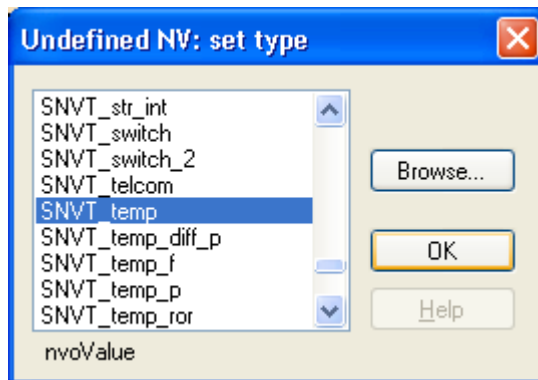 Undefined NV: set type
SNVT_str_int
SNVT_switch
SNVT_switch_2
SNVT_telcom
SNVT_temp
SNVT_temp_diff_p
SNVT_temp_f
SNVT_temp_p
SNVT_temp_ror
Browse...
OK
Help
nvoValue